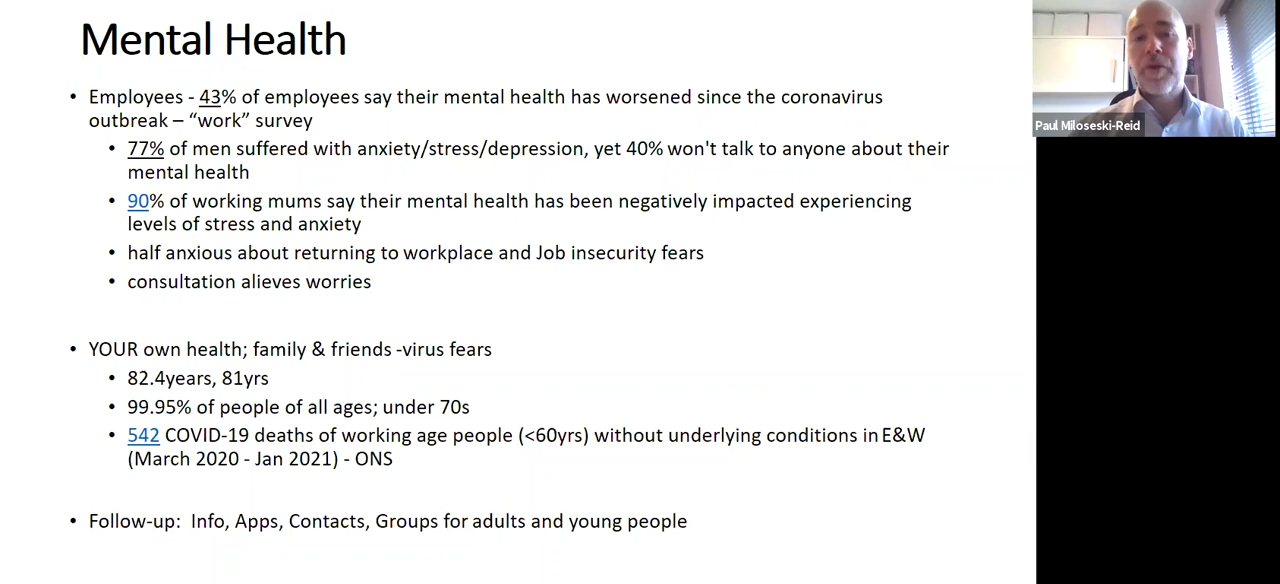 Mental Health
• Employees - 43% of employees say their mental health has worsened since the coronavirus
outbreak – “work” survey
• 77% of men suffered with anxiety/stress/depression, yet 40% won't talk to anyone about their
mental health
• 90% of working mums say their mental health has been negatively impacted experiencing
levels of stress and anxiety
• half anxious about returning to workplace and Job insecurity fears
• consultation alieves worries
• YOUR own health; family & friends -virus fears
• 82.4years, 81yrs
• 99.95% of people of all ages; under 70s
• 542 COVID-19 deaths of working age people (<60yrs) without underlying conditions in E&W
(March 2020 - Jan 2021) - ONS
• Follow-up: Info, Apps, Contacts, Groups for adults and young people
Paul Miloseski-Reid